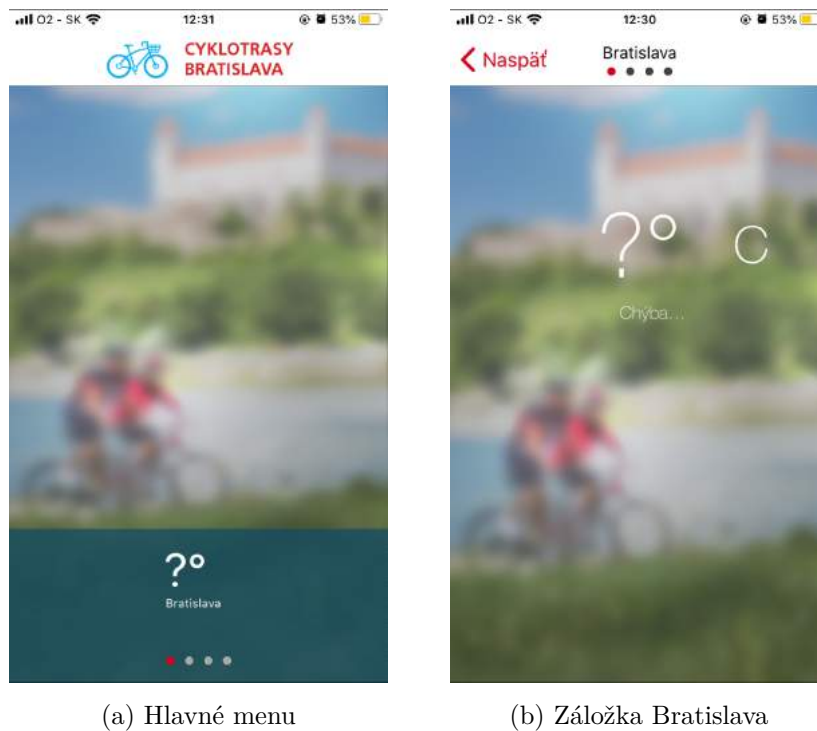 O2 - SK 12:31 53%
CYKLOTRASY
BRATISLAVA
?°
Bratislava
(a) Hlavné menu
O2 - SK 12:30 53%
Naspäť Bratislava
?° C
Chýba...
(b) Záložka Bratislava